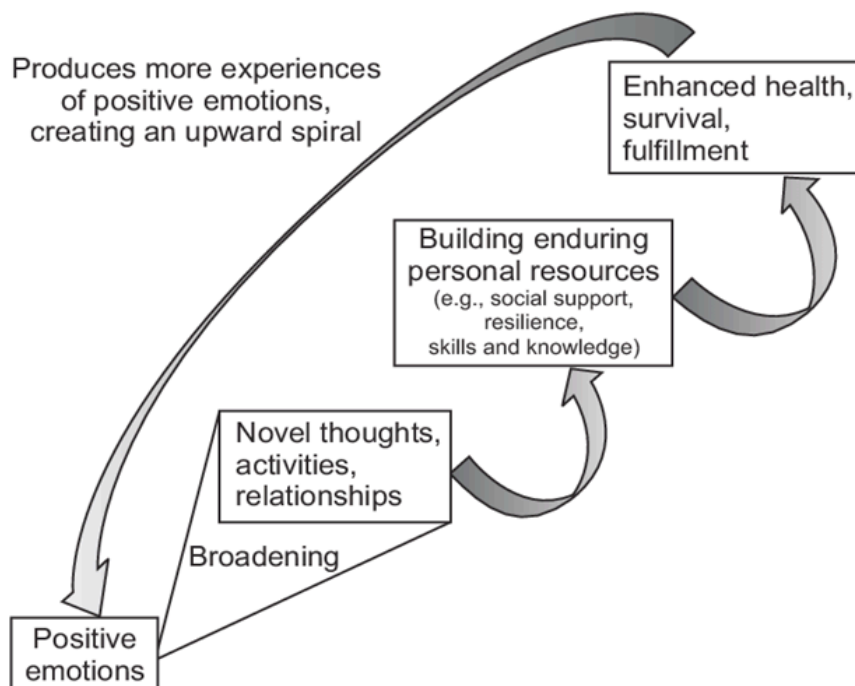 Produces more experiences
of positive emotions,
creating an upward spiral
Enhanced health,
survival,
fulfillment
Building enduring
personal resources
(e.g., social support,
resilience,
skills and knowledge)
Novel thoughts,
activities,
relationships
Broadening
Positive
emotions